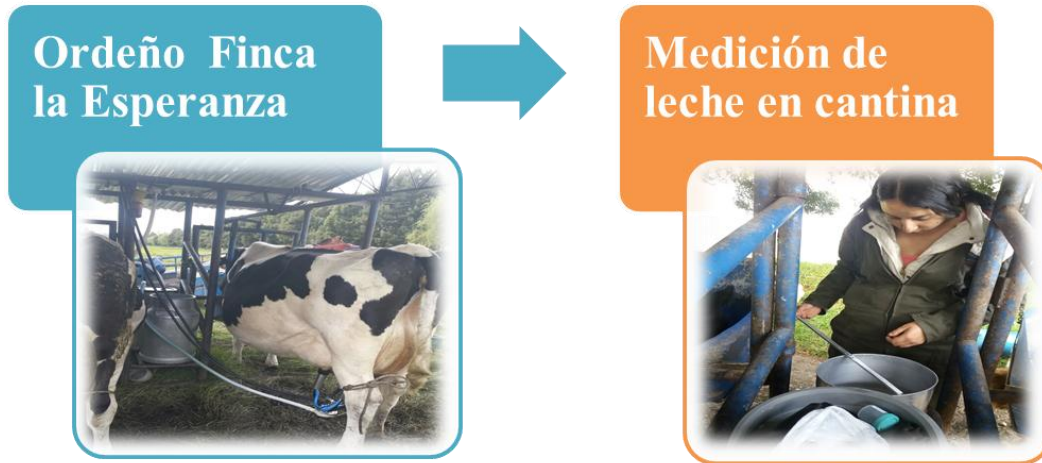 Ordeño Finca
la Esperanza
Medición de
leche en cantina